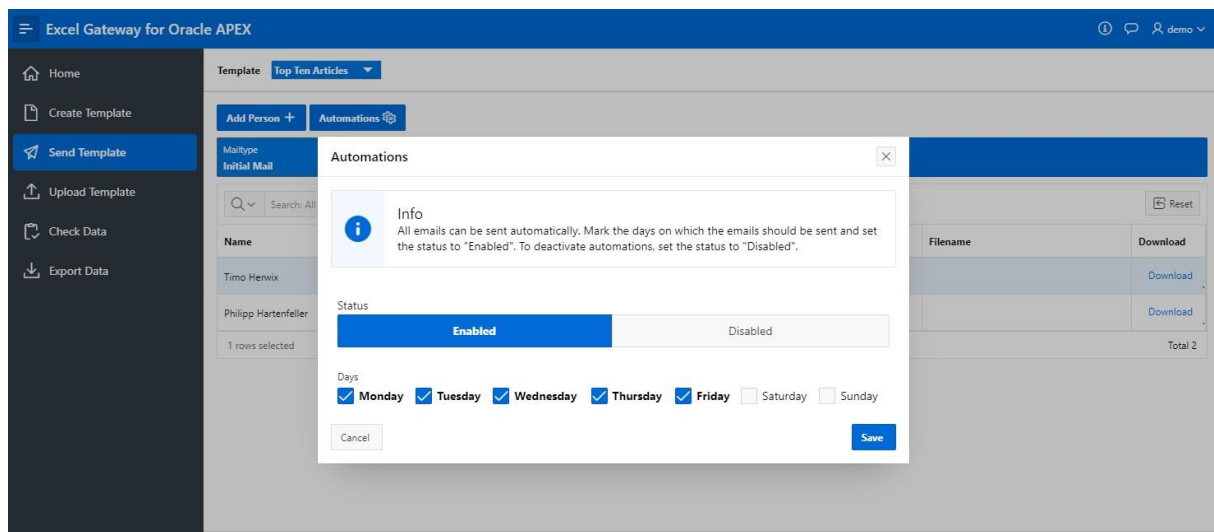 Excel Gateway for Oracle APEX
demo
Home
Create Template
Send Template
Upload Template
Check Data
Export Data
Template Top Ten Articles
Add Person
Automations
Mailtype
Initial Mail
Search: All
Reset
Name
Filename
Download
Timo Herwix
Download
Philipp Hartenfeller
Download
1 rows selected
Total 2
Automations
Info
All emails can be sent automatically. Mark the days on which the emails should be sent and set
the status to "Enabled". To deactivate automations, set the status to "Disabled".
Status
Enabled
Disabled
Days
Monday Tuesday Wednesday Thursday Friday Saturday Sunday
Cancel
Save